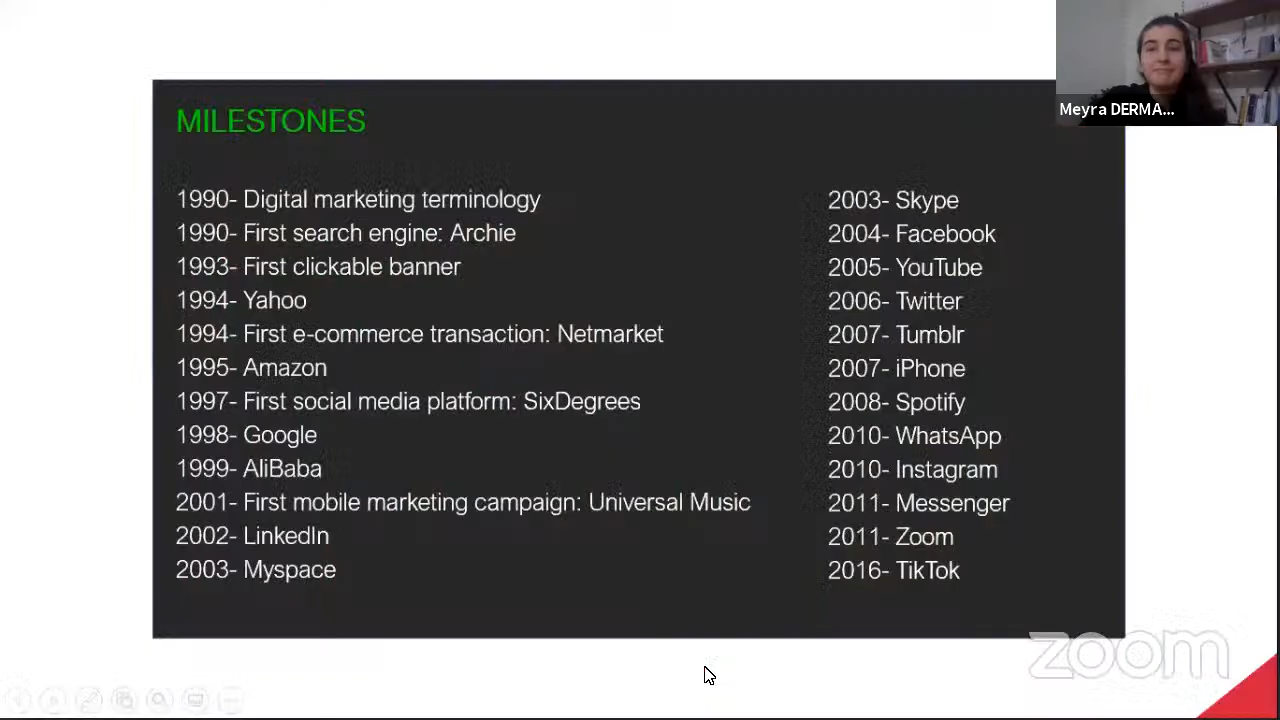 MILESTONES
1990- Digital marketing terminology
1990- First search engine: Archie
1993- First clickable banner
1994- Yahoo
1994- First e-commerce transaction: Netmarket
1995- Amazon
1997- First social media platform: SixDegrees
1998- Google
1999- AliBaba
2001- First mobile marketing campaign: Universal Music
2002- LinkedIn
2003- Myspace
2003- Skype
2004- Facebook
2005- YouTube
2006- Twitter
2007- Tumblr
2007- iPhone
2008- Spotify
2010- WhatsApp
2010- Instagram
2011- Messenger
2011- Zoom
2016- TikTok
Meyra DERMA...
zoom